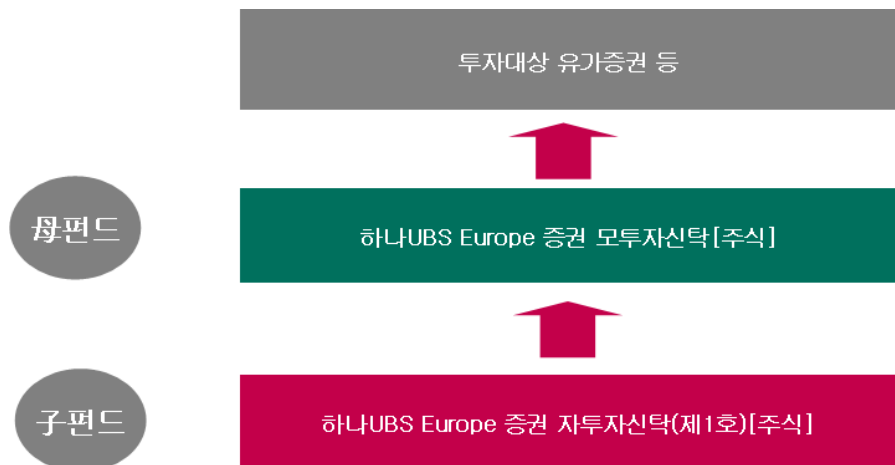 투자대상 유가증권 등
母펀드
하나UBS Europe 증권 모투자신탁[주식]
子펀드
하나UBS Europe 증권 자투자신탁(제1호)[주식]